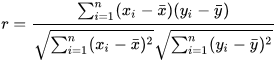 r = \frac{\sum_{i=1}^{n}(x_i - \bar{x})(y_i - \bar{y})}{\sqrt{\sum_{i=1}^{n}(x_i - \bar{x})^2}\sqrt{\sum_{i=1}^{n}(y_i - \bar{y})^2}}